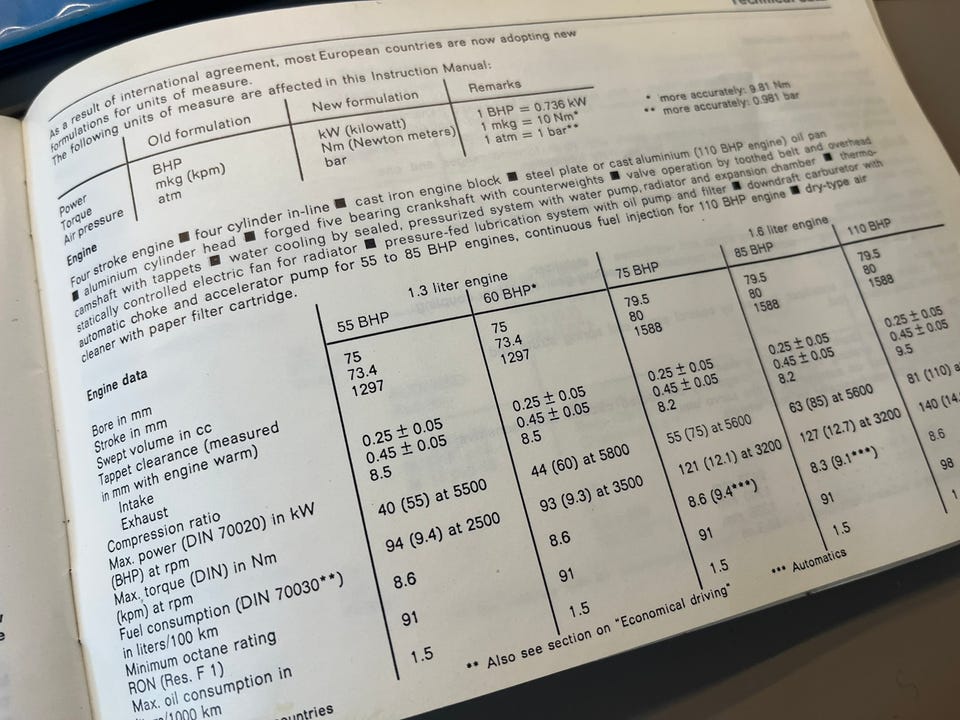 Technical data
As a result of international agreement, most European countries are now adopting new
formulations for units of measure.
The following units of measure are affected in this Instruction Manual:
Old formulation New formulation Remarks
Power BHP kW (kilowatt) 1 BHP = 0.736 kW
Torque mkg (kpm) Nm (Newton meters) 1 mkg = 10 Nm* * more accurately: 9.81 Nm
Air pressure atm bar 1 atm = 1 bar** ** more accurately: 0.981 bar
Engine
Four stroke engine ■ four cylinder in-line ■ cast iron engine block ■ steel plate or cast aluminium (110 BHP engine) oil pan
■ aluminium cylinder head ■ forged five bearing crankshaft with counterweights ■ valve operation by toothed belt and overhead
camshaft with tappets ■ water cooling by sealed, pressurized system with water pump, radiator and expansion chamber ■ thermo-
statically controlled electric fan for radiator ■ pressure-fed lubrication system with oil pump and filter ■ downdraft carburetor with
automatic choke and accelerator pump for 55 to 85 BHP engines, continuous fuel injection for 110 BHP engine ■ dry-type air
cleaner with paper filter cartridge.
1.3 liter engine 1.6 liter engine
Engine data 55 BHP 60 BHP* 75 BHP 85 BHP 110 BHP
Bore in mm 75 75 79.5 79.5 79.5
Stroke in mm 73.4 73.4 80 80 80
Swept volume in cc 1297 1297 1588 1588 1588
Tappet clearance (measured
in mm with engine warm)
Intake 0.25 ± 0.05 0.25 ± 0.05 0.25 ± 0.05 0.25 ± 0.05 0.25 ± 0.05
Exhaust 0.45 ± 0.05 0.45 ± 0.05 0.45 ± 0.05 0.45 ± 0.05 0.45 ± 0.05
Compression ratio 8.5 8.5 8.2 8.2 9.5
Max. power (DIN 70020) in kW
(BHP) at rpm 40 (55) at 5500 44 (60) at 5800 55 (75) at 5600 63 (85) at 5600 81 (110)
Max. torque (DIN) in Nm
(kpm) at rpm 94 (9.4) at 2500 93 (9.3) at 3500 121 (12.1) at 3200 127 (12.7) at 3200 140 (14.
Fuel consumption (DIN 70030**)
in liters/100 km 8.6 8.6 8.6 (9.4***) 8.3 (9.1***) 8.6
Minimum octane rating
RON (Res. F 1) 91 91 91 91 98
Max. oil consumption in
1000 km 1.5 1.5 1.5 1.5 1
** Also see section on "Economical driving" *** Automatics